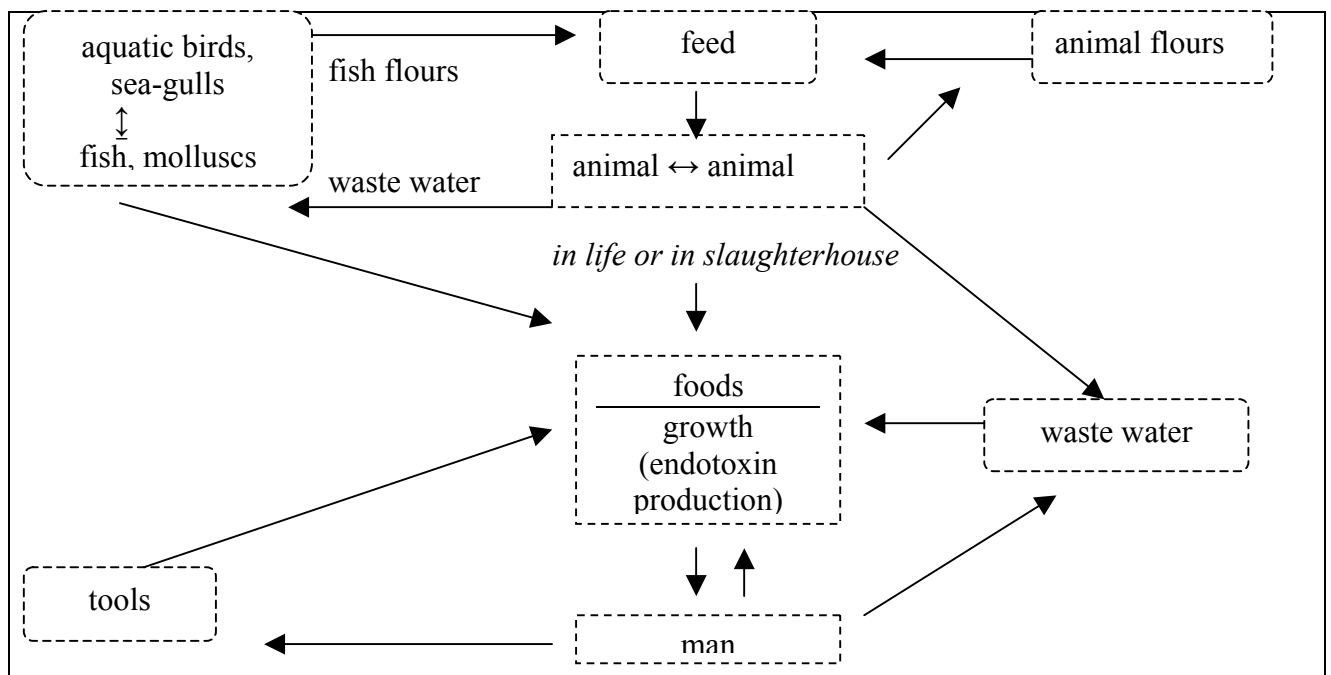 aquatic birds,
sea-gulls
↕
fish, molluscs
fish flours
feed
animal flours
waste water
animal ↔ animal
in life or in slaughterhouse
foods
growth
(endotoxin
production)
waste water
tools
man